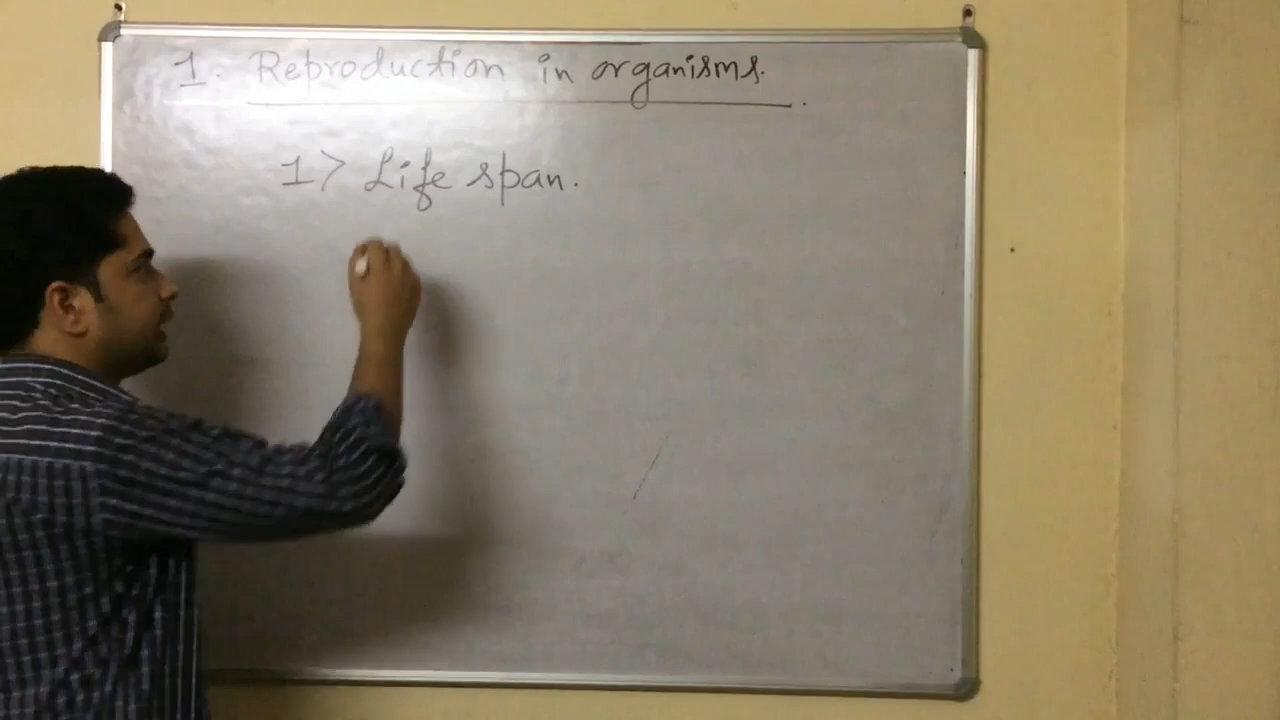 1. Reproduction in organisms.
1> Life span.